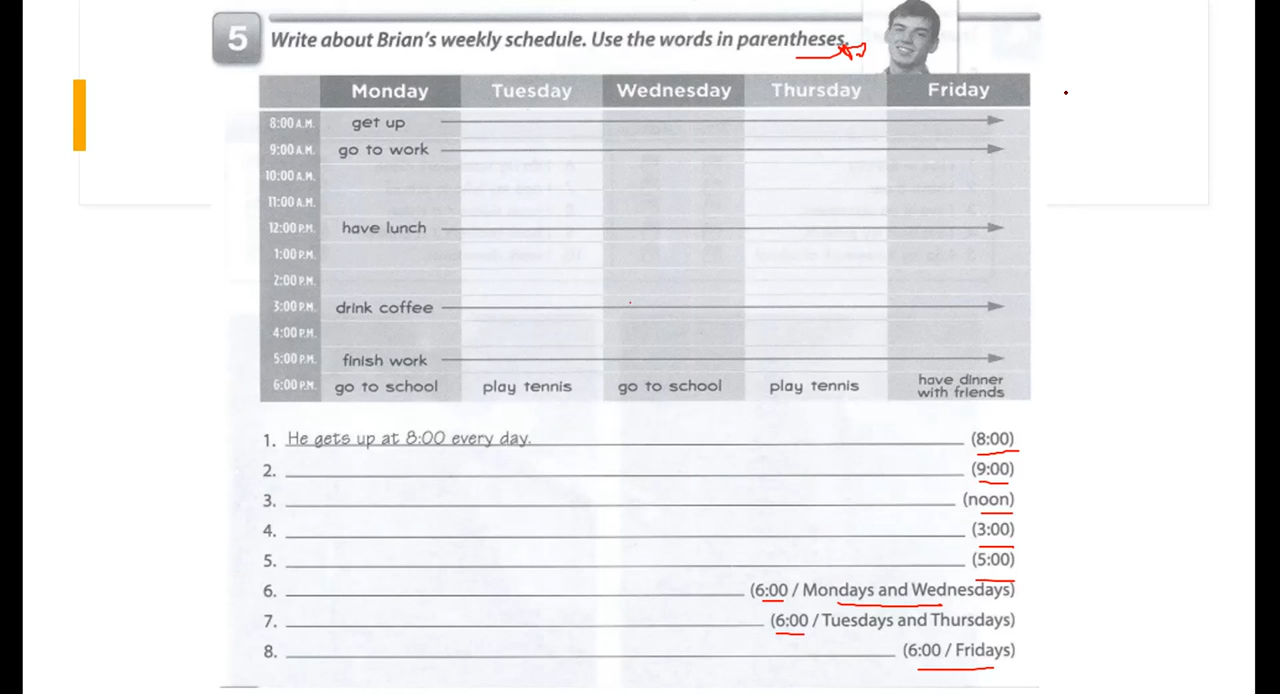 5 Write about Brian's weekly schedule. Use the words in parentheses.
Monday Tuesday Wednesday Thursday Friday
8:00 A.M. get up
9:00 A.M. go to work
10:00 A.M.
11:00 A.M.
12:00 P.M. have lunch
1:00 P.M.
2:00 P.M.
3:00 P.M. drink coffee
4:00 P.M.
5:00 P.M. finish work
6:00 P.M. go to school play tennis go to school play tennis have dinner with friends
1. He gets up at 8:00 every day. (8:00)
2. (9:00)
3. (noon)
4. (3:00)
5. (5:00)
6. (6:00 / Mondays and Wednesdays)
7. (6:00 / Tuesdays and Thursdays)
8. (6:00 / Fridays)